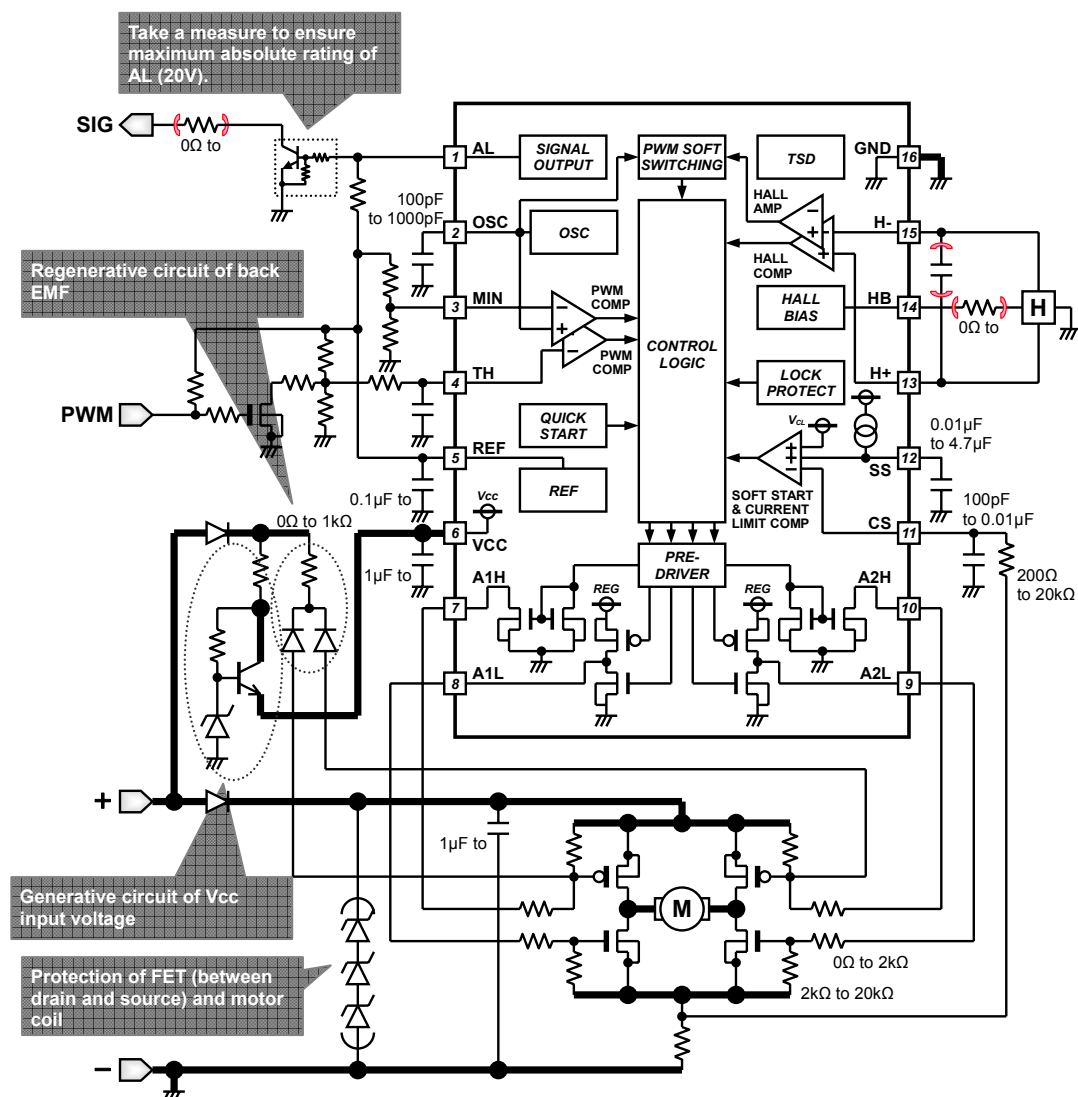 Take a measure to ensure
maximum absolute rating of
AL (20V).
SIG
0Ω to
1
AL
SIGNAL
OUTPUT
PWM SOFT
SWITCHING
TSD
GND
16
100pF
to 1000pF
2
OSC
OSC
HALL
AMP
HALL
COMP
H-
15
Regenerative circuit of back
EMF
3
MIN
PWM
COMP
PWM
COMP
CONTROL
LOGIC
HALL
BIAS
HB
14
0Ω to
H
4
TH
LOCK
PROTECT
H+
13
PWM
QUICK
START
VCL
0.01µF
to 4.7µF
5
REF
REF
0.1µF to
SS
12
SOFT START
& CURRENT
LIMIT COMP
100pF
to 0.01µF
0Ω to 1kΩ
Vcc
6
VCC
CS
11
1µF to
PRE-
DRIVER
200Ω
to 20kΩ
7
A1H
REG
REG
A2H
10
8
A1L
A2L
9
+
1µF to
Generative circuit of Vcc
input voltage
M
Protection of FET (between
drain and source) and motor
coil
0Ω to 2kΩ
2kΩ to 20kΩ
−